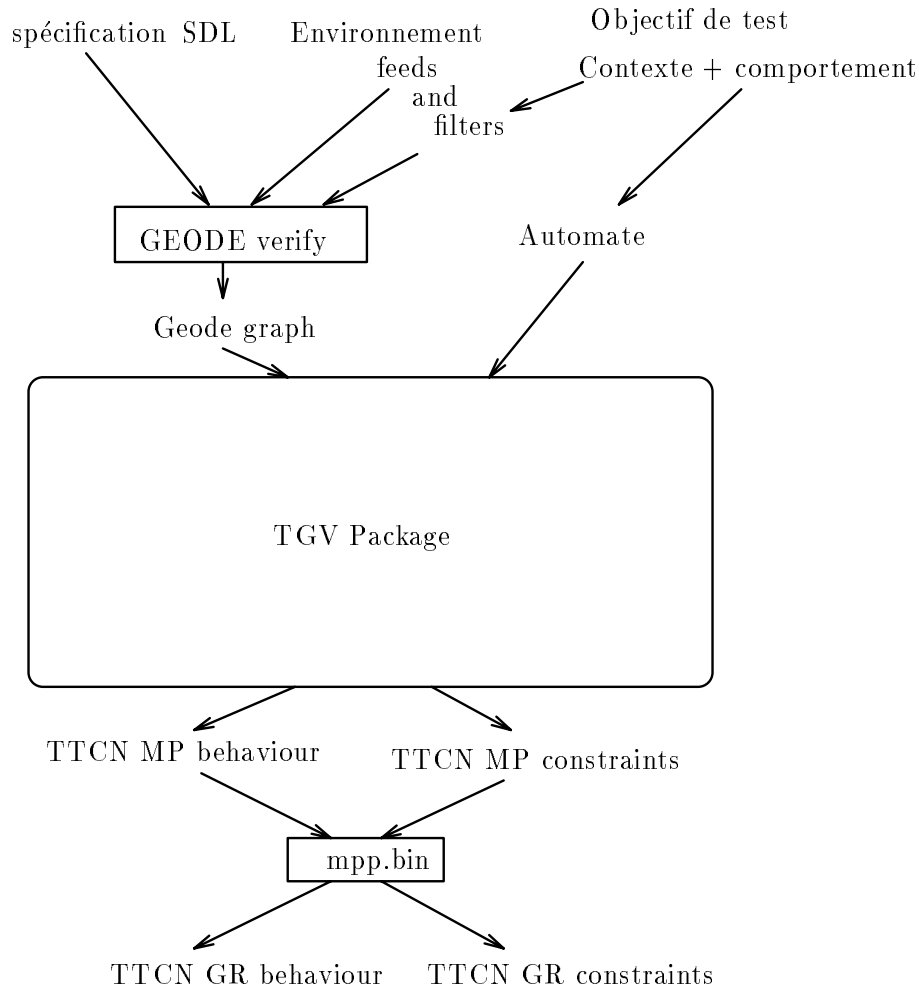 Objectif de test
spécification SDL
Environnement
feeds
Contexte + comportement
and
filters
GEODE verify
Automate
Geode graph
TGV Package
TTCN MP behaviour
TTCN MP constraints
mpp.bin
TTCN GR behaviour
TTCN GR constraints